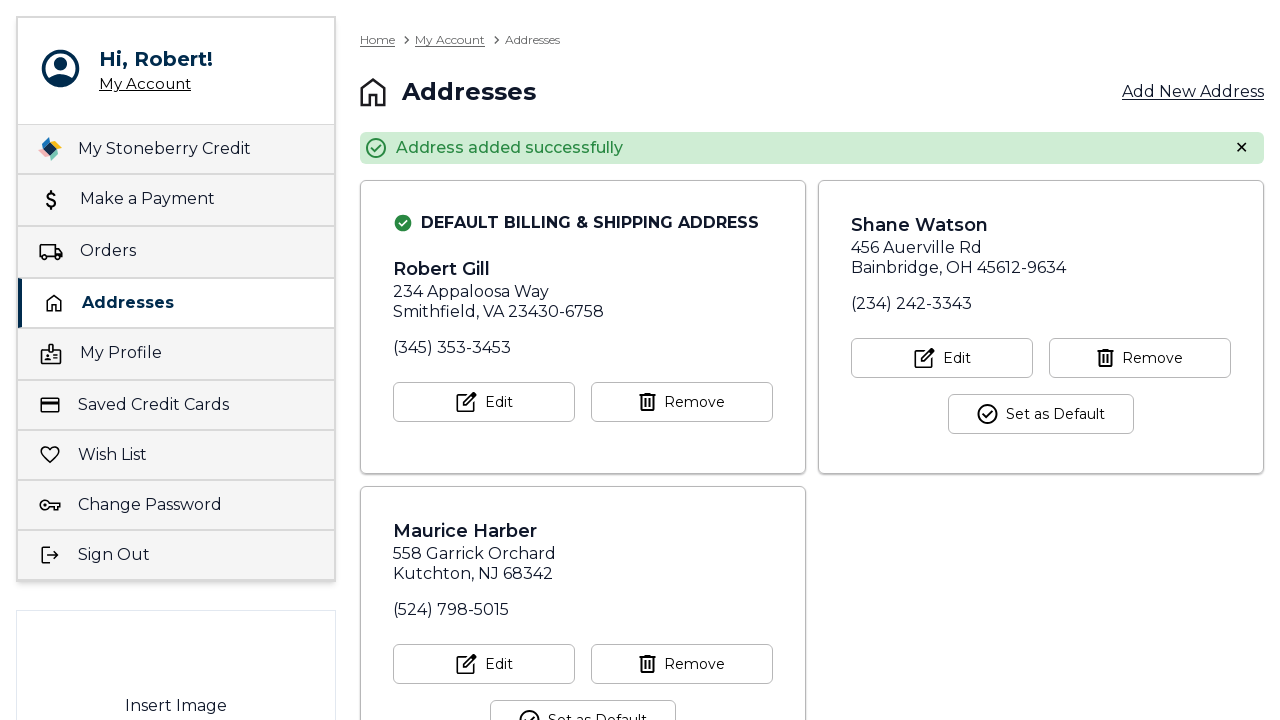 Hi, Robert!
My Account
My Stoneberry Credit
Make a Payment
Orders
Addresses
My Profile
Saved Credit Cards
Wish List
Change Password
Sign Out
Insert Image
Home > My Account > Addresses
Addresses
Add New Address
Address added successfully ×
DEFAULT BILLING & SHIPPING ADDRESS
Robert Gill
234 Appaloosa Way
Smithfield, VA 23430-6758
(345) 353-3453
Edit Remove
Shane Watson
456 Auerville Rd
Bainbridge, OH 45612-9634
(234) 242-3343
Edit Remove
Set as Default
Maurice Harber
558 Garrick Orchard
Kutchton, NJ 68342
(524) 798-5015
Edit Remove
Set as Default